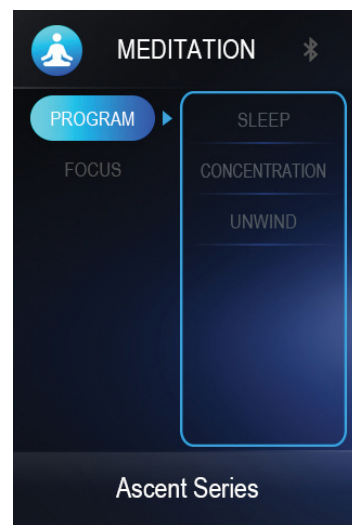 MEDITATION
PROGRAM
FOCUS
SLEEP
CONCENTRATION
UNWIND
Ascent Series